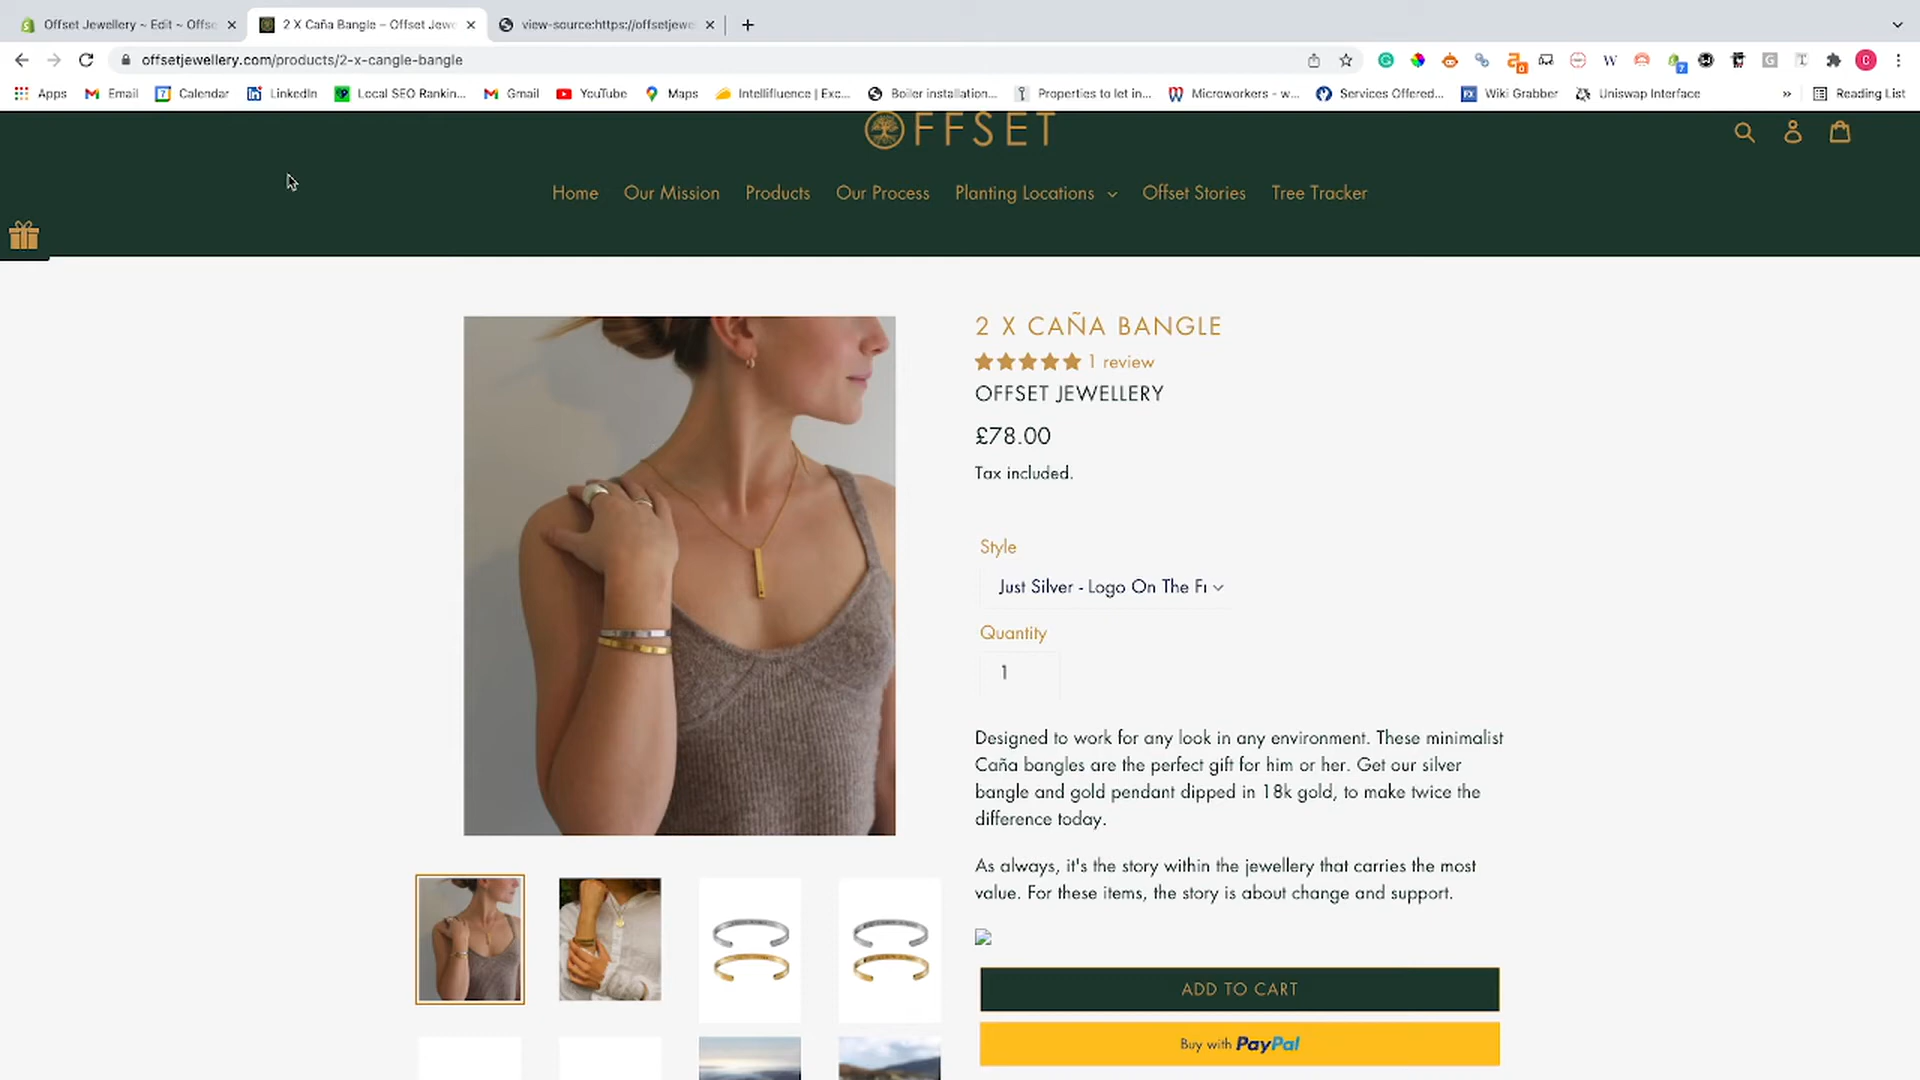 Offset Jewellery ~ Edit ~ Offse
2 X Caña Bangle – Offset Jewe
view-source:https://offsetjewe
offsetjewellery.com/products/2-x-cangle-bangle
Apps
Email
Calendar
LinkedIn
Local SEO Rankin...
Gmail
YouTube
Maps
Intellifluence | Exc...
Boiler installation...
Properties to let in...
Microworkers - w...
Services Offered...
Wiki Grabber
Uniswap Interface
»
Reading List
OFFSET
Home
Our Mission
Products
Our Process
Planting Locations
Offset Stories
Tree Tracker
2 X CAÑA BANGLE
1 review
OFFSET JEWELLERY
£78.00
Tax included.
Style
Just Silver - Logo On The Fr
Quantity
1
Designed to work for any look in any environment. These minimalist
Caña bangles are the perfect gift for him or her. Get our silver
bangle and gold pendant dipped in 18k gold, to make twice the
difference today.
As always, it's the story within the jewellery that carries the most
value. For these items, the story is about change and support.
ADD TO CART
Buy with PayPal